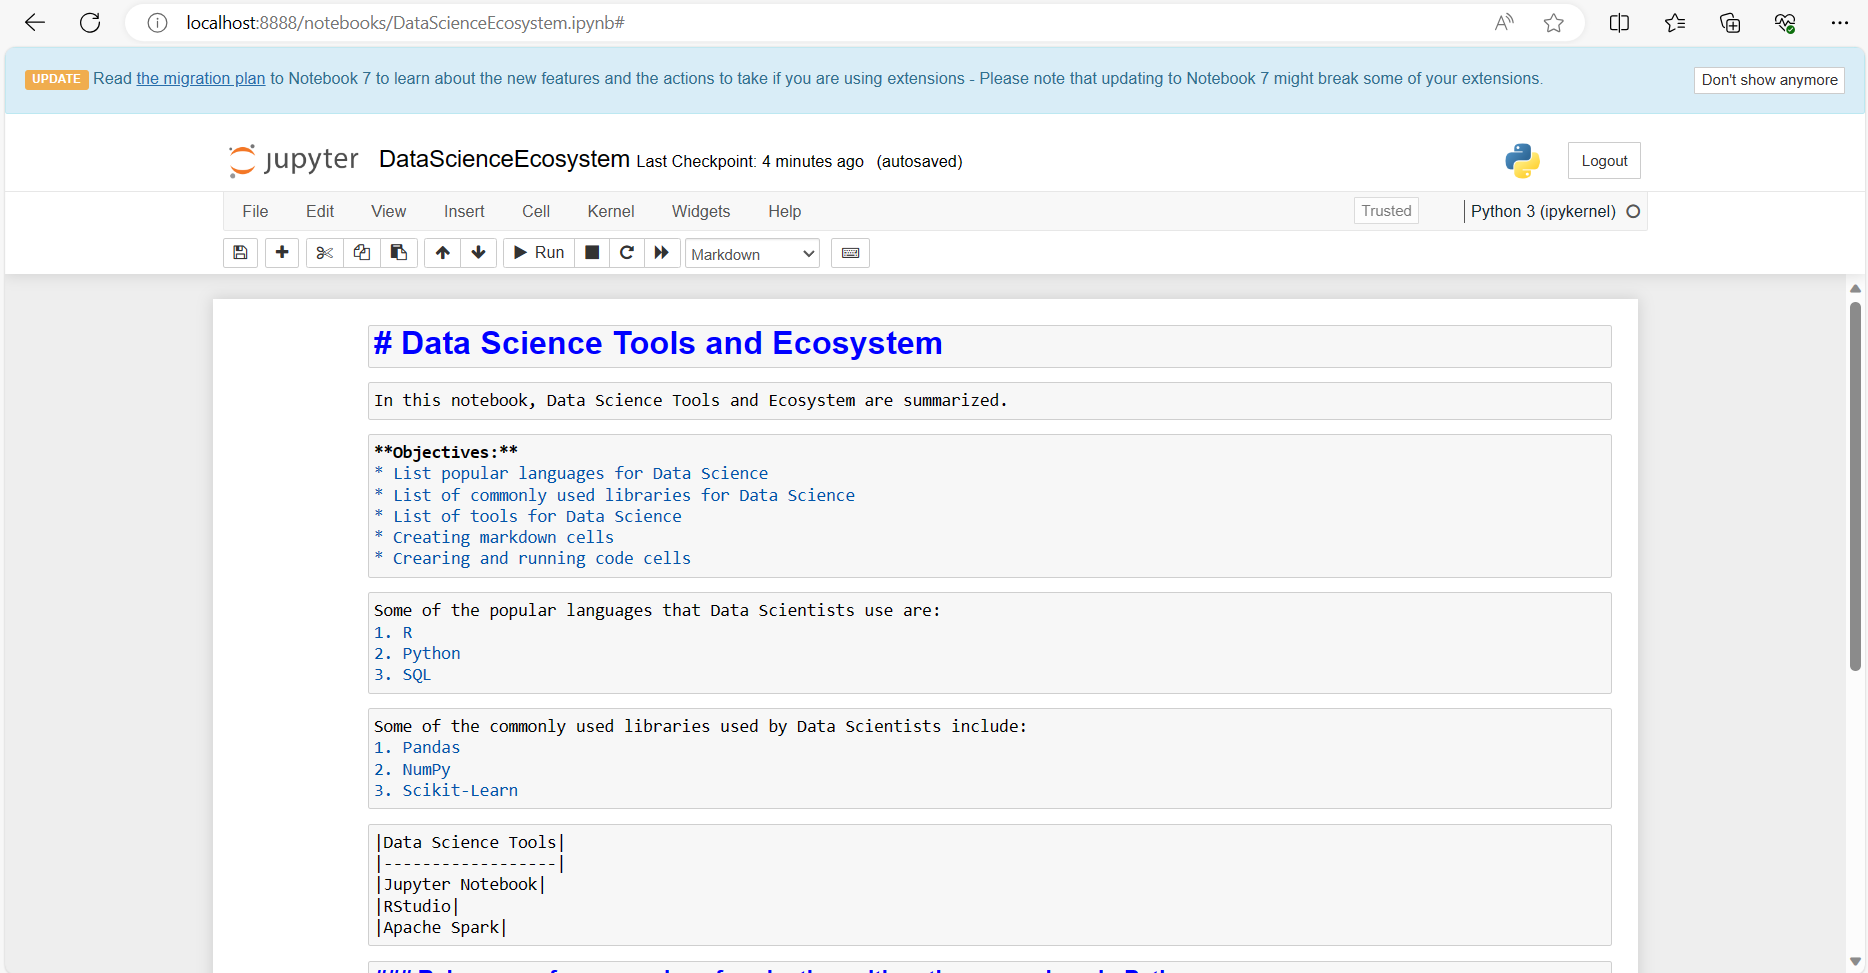 localhost:8888/notebooks/DataScienceEcosystem.ipynb#
UPDATE Read the migration plan to Notebook 7 to learn about the new features and the actions to take if you are using extensions - Please note that updating to Notebook 7 might break some of your extensions.
Don't show anymore
jupyter DataScienceEcosystem Last Checkpoint: 4 minutes ago (autosaved)
Logout
File Edit View Insert Cell Kernel Widgets Help
Trusted
Python 3 (ipykernel)
Run
Markdown
# Data Science Tools and Ecosystem
In this notebook, Data Science Tools and Ecosystem are summarized.
**Objectives:**
* List popular languages for Data Science
* List of commonly used libraries for Data Science
* List of tools for Data Science
* Creating markdown cells
* Crearing and running code cells
Some of the popular languages that Data Scientists use are:
1. R
2. Python
3. SQL
Some of the commonly used libraries used by Data Scientists include:
1. Pandas
2. NumPy
3. Scikit-Learn
|Data Science Tools|
|------------------|
|Jupyter Notebook|
|RStudio|
|Apache Spark|